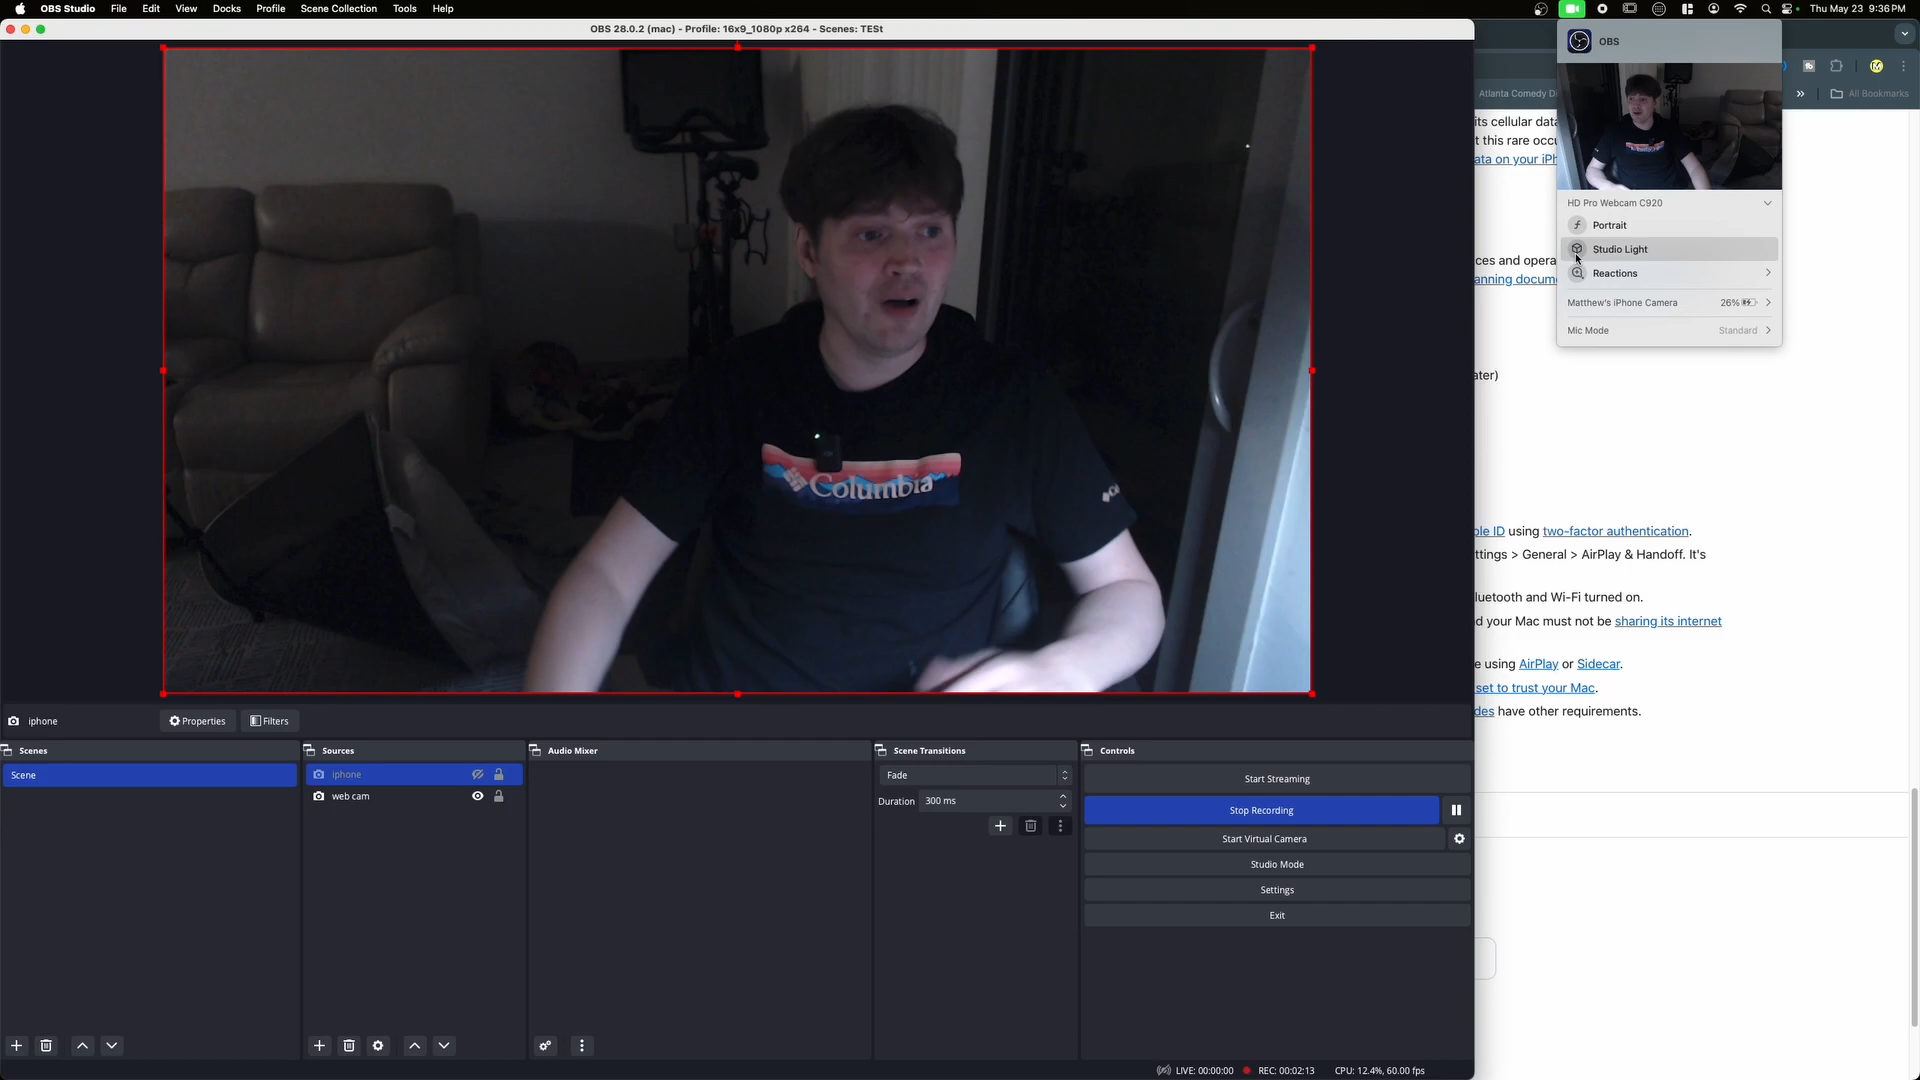 OBS Studio File Edit View Docks Profile Scene Collection Tools Help Thu May 23 9:36 PM
OBS 28.0.2 (mac) - Profile: 16x9_1080p x264 - Scenes: TESt
OBS
Atlanta Comedy Di
» All Bookmarks
its cellular data
t this rare occu
ata on your iPh
HD Pro Webcam C920
Portrait
Studio Light
Reactions
Matthew's iPhone Camera 26%
Mic Mode Standard
ces and opera
anning docum
ater)
Columbia
ple ID using two-factor authentication.
ttings > General > AirPlay & Handoff. It's
luetooth and Wi-Fi turned on.
d your Mac must not be sharing its internet
e using AirPlay or Sidecar.
set to trust your Mac.
des have other requirements.
iphone Properties Filters
Scenes Sources Audio Mixer Scene Transitions Controls
Scene
iphone
web cam
Fade
Duration 300 ms
Start Streaming
Stop Recording
Start Virtual Camera
Studio Mode
Settings
Exit
LIVE: 00:00:00 REC: 00:02:13 CPU: 12.4%, 60.00 fps